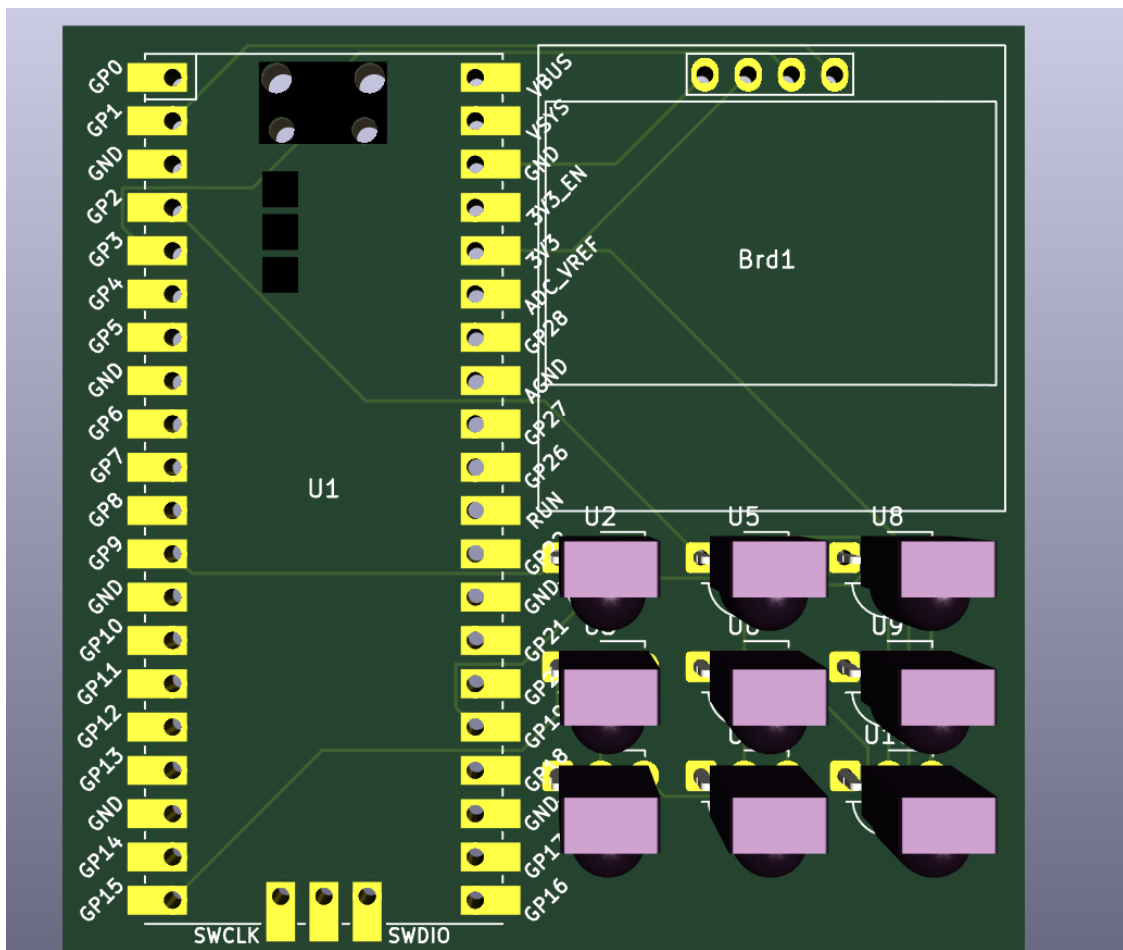 GP0
GP1
GND
GP2
GP3
GP4
GP5
GND
GP6
GP7
GP8
GP9
GND
GP10
GP11
GP12
GP13
GND
GP14
GP15
SWCLK
SWDIO
U1
VBUS
VSYS
GND
3V3_EN
3V3
ADC_VREF
GP28
AGND
GP27
GP26
RUN
GND
GP21
GP19
GP18
GND
GP17
GP16
Brd1
U2
U5
U8
U9